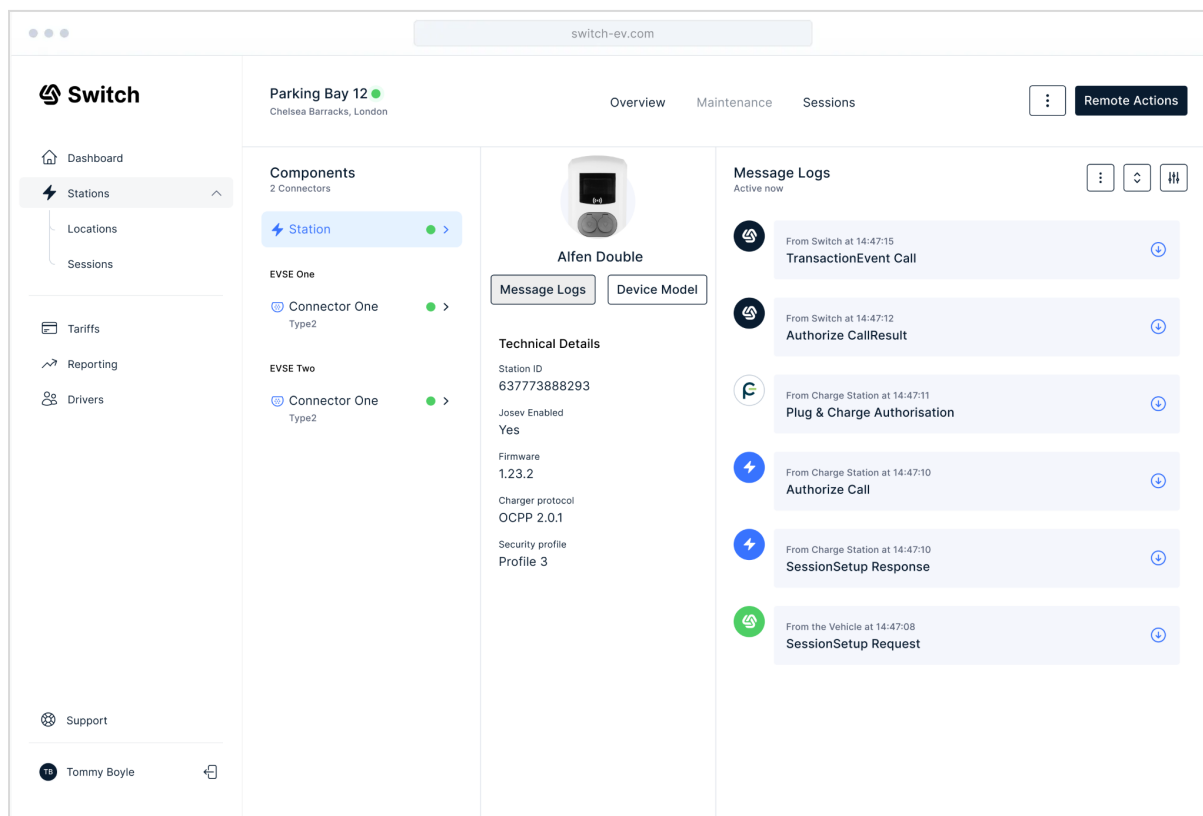 switch-ev.com
Switch
Dashboard
Stations
Locations
Sessions
Tariffs
Reporting
Drivers
Support
TB
Tommy Boyle
Parking Bay 12
Chelsea Barracks, London
Overview
Maintenance
Sessions
Remote Actions
Components
2 Connectors
Station
EVSE One
Connector One
Type2
EVSE Two
Connector One
Type2
Alfen Double
Message Logs
Device Model
Technical Details
Station ID
637773888293
Josev Enabled
Yes
Firmware
1.23.2
Charger protocol
OCPP 2.0.1
Security profile
Profile 3
Message Logs
Active now
From Switch at 14:47:15
TransactionEvent Call
From Switch at 14:47:12
Authorize CallResult
From Charge Station at 14:47:11
Plug & Charge Authorisation
From Charge Station at 14:47:10
Authorize Call
From Charge Station at 14:47:10
SessionSetup Response
From the Vehicle at 14:47:08
SessionSetup Request